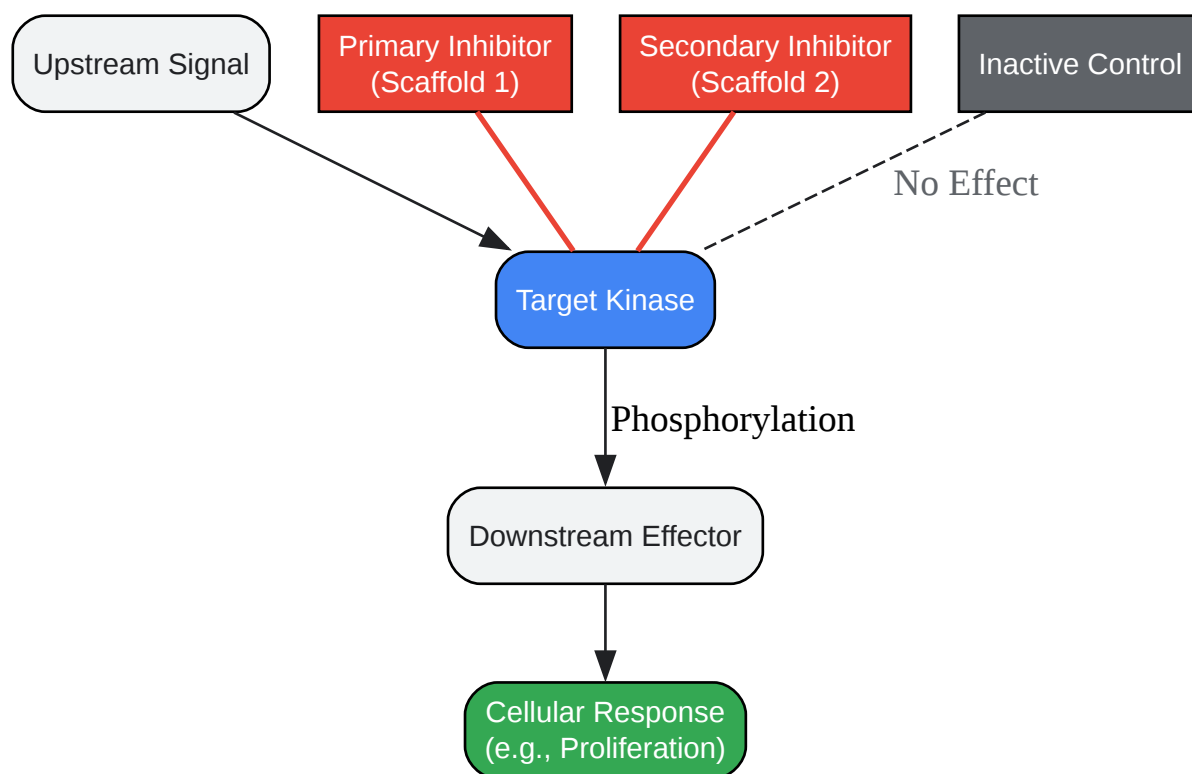 Upstream Signal
Primary Inhibitor
(Scaffold 1)
Secondary Inhibitor
(Scaffold 2)
Inactive Control
No Effect
Target Kinase
Phosphorylation
Downstream Effector
Cellular Response
(e.g., Proliferation)